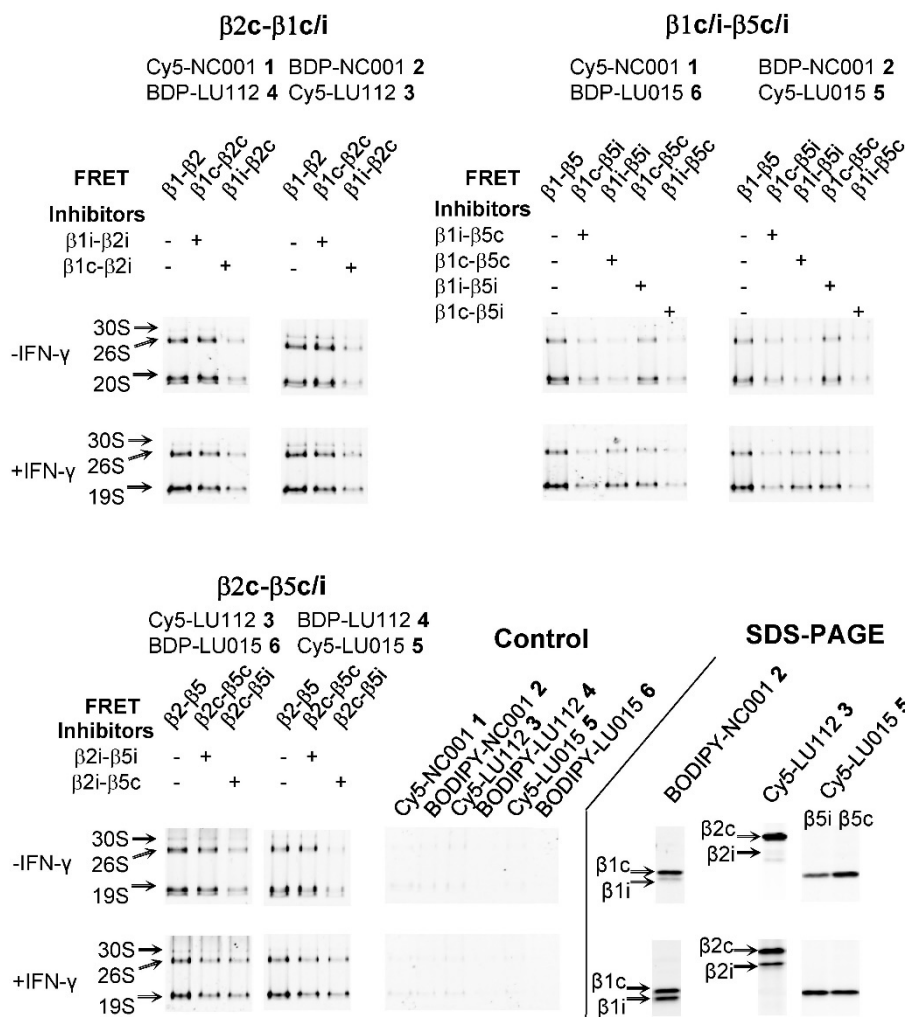 β2c-β1c/i
Cy5-NC001 1 BDP-NC001 2
BDP-LU112 4 Cy5-LU112 3
FRET β1-β2 β1c-β2c β1i-β2c β1-β2 β1c-β2c β1i-β2c
Inhibitors
β1i-β2i - + - +
β1c-β2i - + - +
-IFN-γ
30S
26S
20S
+IFN-γ
30S
26S
19S
β1c/i-β5c/i
Cy5-NC001 1 BDP-NC001 2
BDP-LU015 6 Cy5-LU015 5
FRET β1-β5 β1c-β5i β1i-β5i β1c-β5c β1i-β5c β1-β5 β1c-β5i β1i-β5i β1c-β5c β1i-β5c
Inhibitors
β1i-β5c - + - +
β1c-β5c - + - +
β1i-β5i - + - +
β1c-β5i - + - +
β2c-β5c/i
Cy5-LU112 3 BDP-LU112 4
BDP-LU015 6 Cy5-LU015 5
FRET β2-β5 β2c-β5c β2c-β5i β2-β5 β2c-β5c β2c-β5i
Inhibitors
β2i-β5i - + - +
β2i-β5c - + - +
-IFN-γ
30S
26S
19S
+IFN-γ
30S
26S
19S
Control
Cy5-NC001 1
BODIPY-NC001 2
Cy5-LU112 3
BODIPY-LU112 4
Cy5-LU015 5
BODIPY-LU015 6
SDS-PAGE
BODIPY-NC001 2
Cy5-LU112 3
Cy5-LU015 5
β5i β5c
β2c
β2i
β1c
β1i
β2c
β2i
β1c
β1i